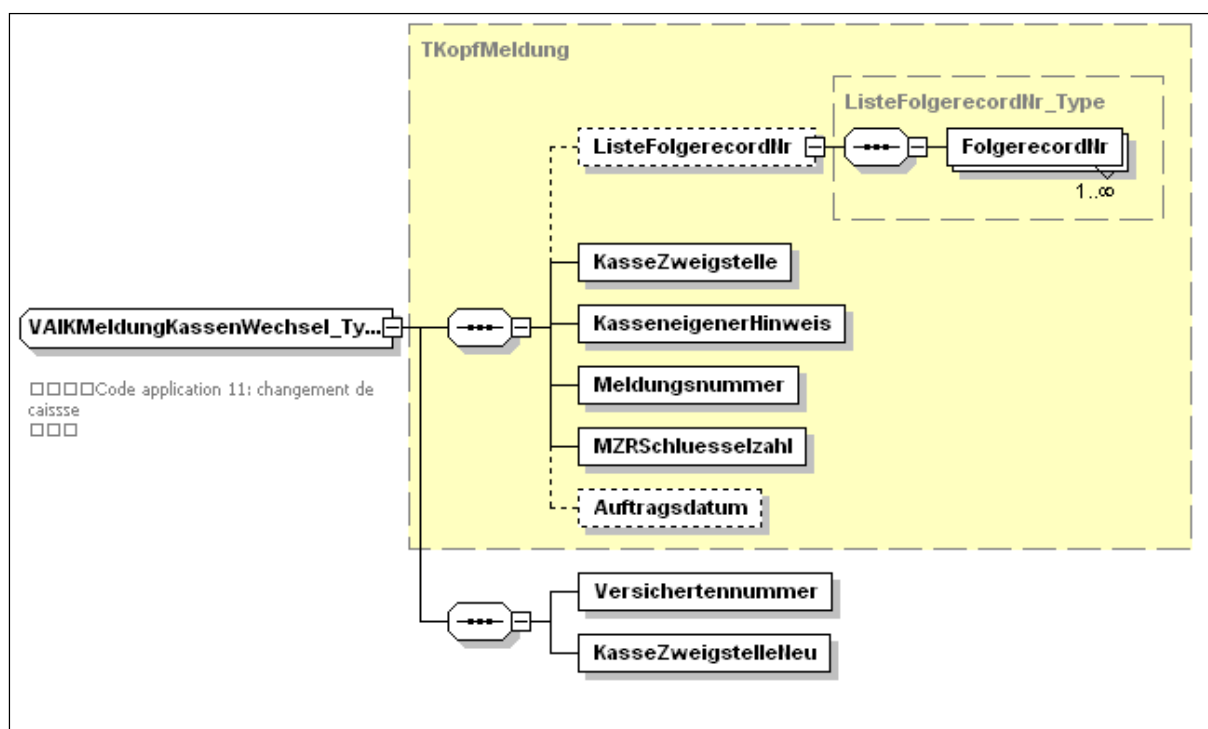 TKopfMeldung
ListeFolgerecordNr_Type
ListeFolgerecordNr
FolgerecordNr
1..∞
KasseZweigstelle
KasseneigenerHinweis
VAIKMeldungKassenWechsel_Ty...
Meldungsnummer
□□□□Code application 11: changement de
caissse
□□□
MZRSchluesselzahl
Auftragsdatum
Versichertennummer
KasseZweigstelleNeu